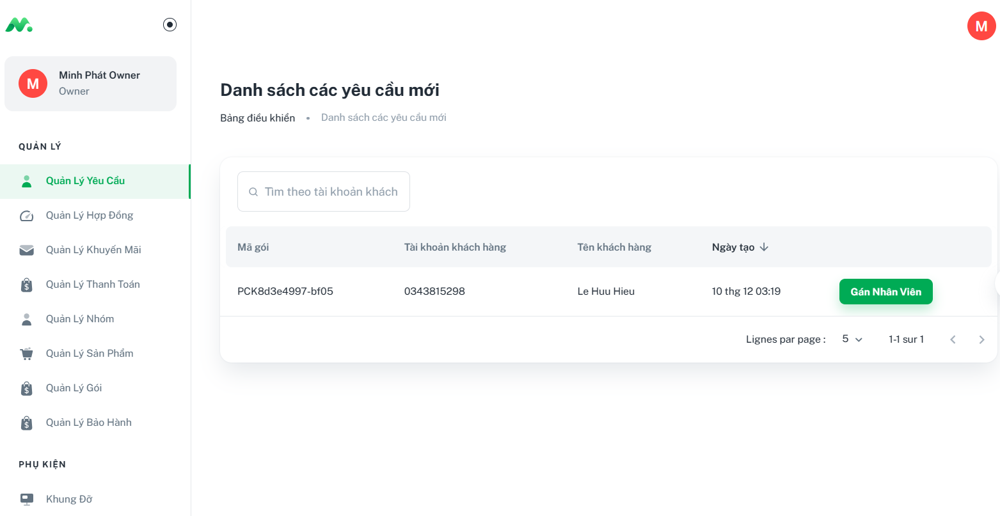 M
M
Minh Phát Owner
Owner
QUẢN LÝ
Quản Lý Yêu Cầu
Quản Lý Hợp Đồng
Quản Lý Khuyến Mãi
Quản Lý Thanh Toán
Quản Lý Nhóm
Quản Lý Sản Phẩm
Quản Lý Gói
Quản Lý Bảo Hành
PHỤ KIỆN
Khung Đỡ
Danh sách các yêu cầu mới
Bảng điều khiển • Danh sách các yêu cầu mới
Tìm theo tài khoản khách
Mã gói Tài khoản khách hàng Tên khách hàng Ngày tạo
PCK8d3e4997-bf05 0343815298 Le Huu Hieu 10 thg 12 03:19 Gán Nhân Viên
Lignes par page : 5 1-1 sur 1